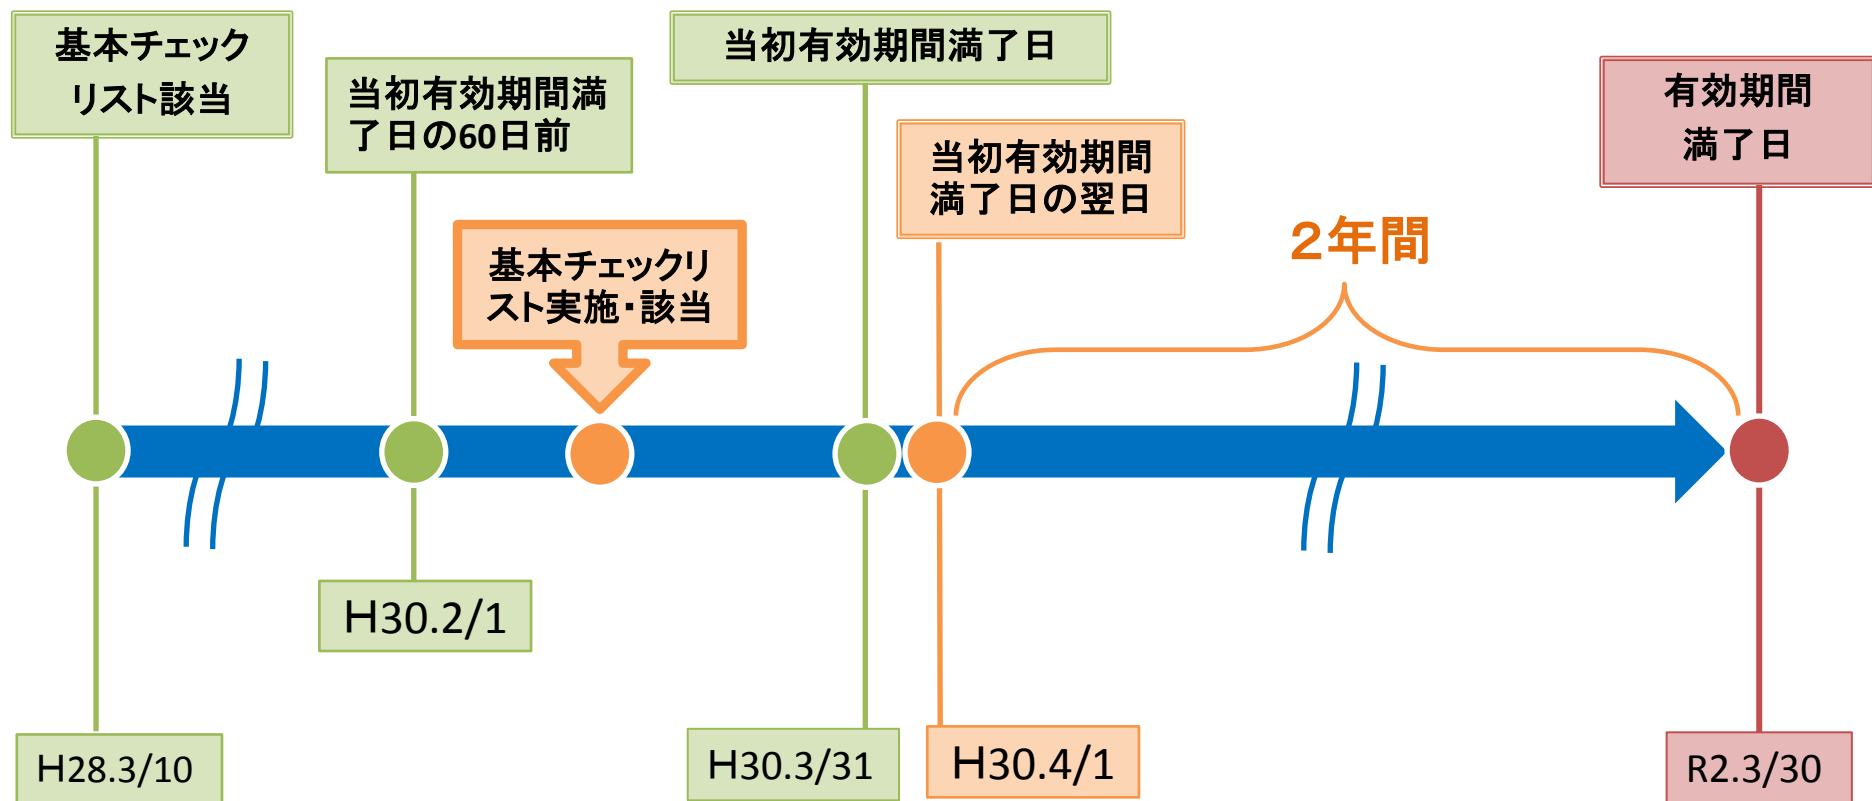 基本チェック
リスト該当
当初有効期間満
了日の60日前
当初有効期間満了日
当初有効期間
満了日の翌日
有効期間
満了日
基本チェックリ
スト実施・該当
２年間
H30.2/1
H28.3/10
H30.3/31
H30.4/1
R2.3/30